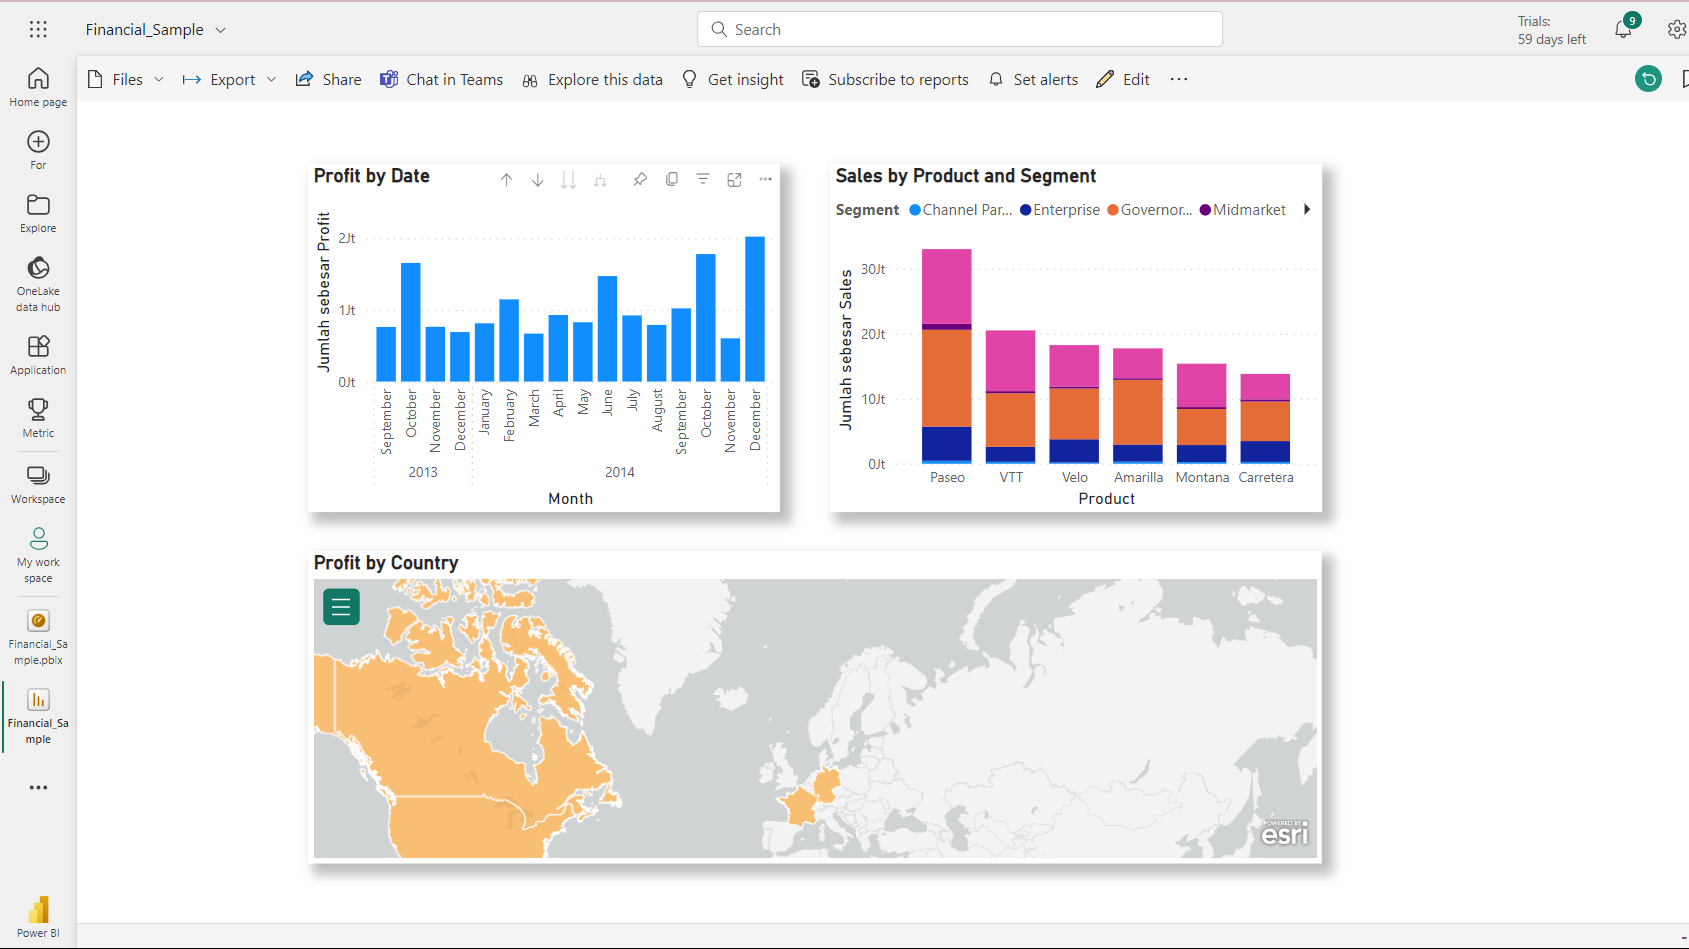 Financial_Sample
Search
Trials:
59 days left
9
Files
Export
Share
Chat in Teams
Explore this data
Get insight
Subscribe to reports
Set alerts
Edit
Home page
For
Explore
OneLake
data hub
Application
Metric
Workspace
My work
space
Financial_Sa
mple.pbix
Financial_Sa
mple
Power BI
Profit by Date
Jumlah sebesar Profit
2Jt
1Jt
0Jt
September
October
November
December
January
February
March
April
May
June
July
August
September
October
November
December
2013
2014
Month
Sales by Product and Segment
Segment
Channel Par...
Enterprise
Governor...
Midmarket
Jumlah sebesar Sales
30Jt
20Jt
10Jt
0Jt
Paseo
VTT
Velo
Amarilla
Montana
Carretera
Product
Profit by Country
POWERED BY
esri